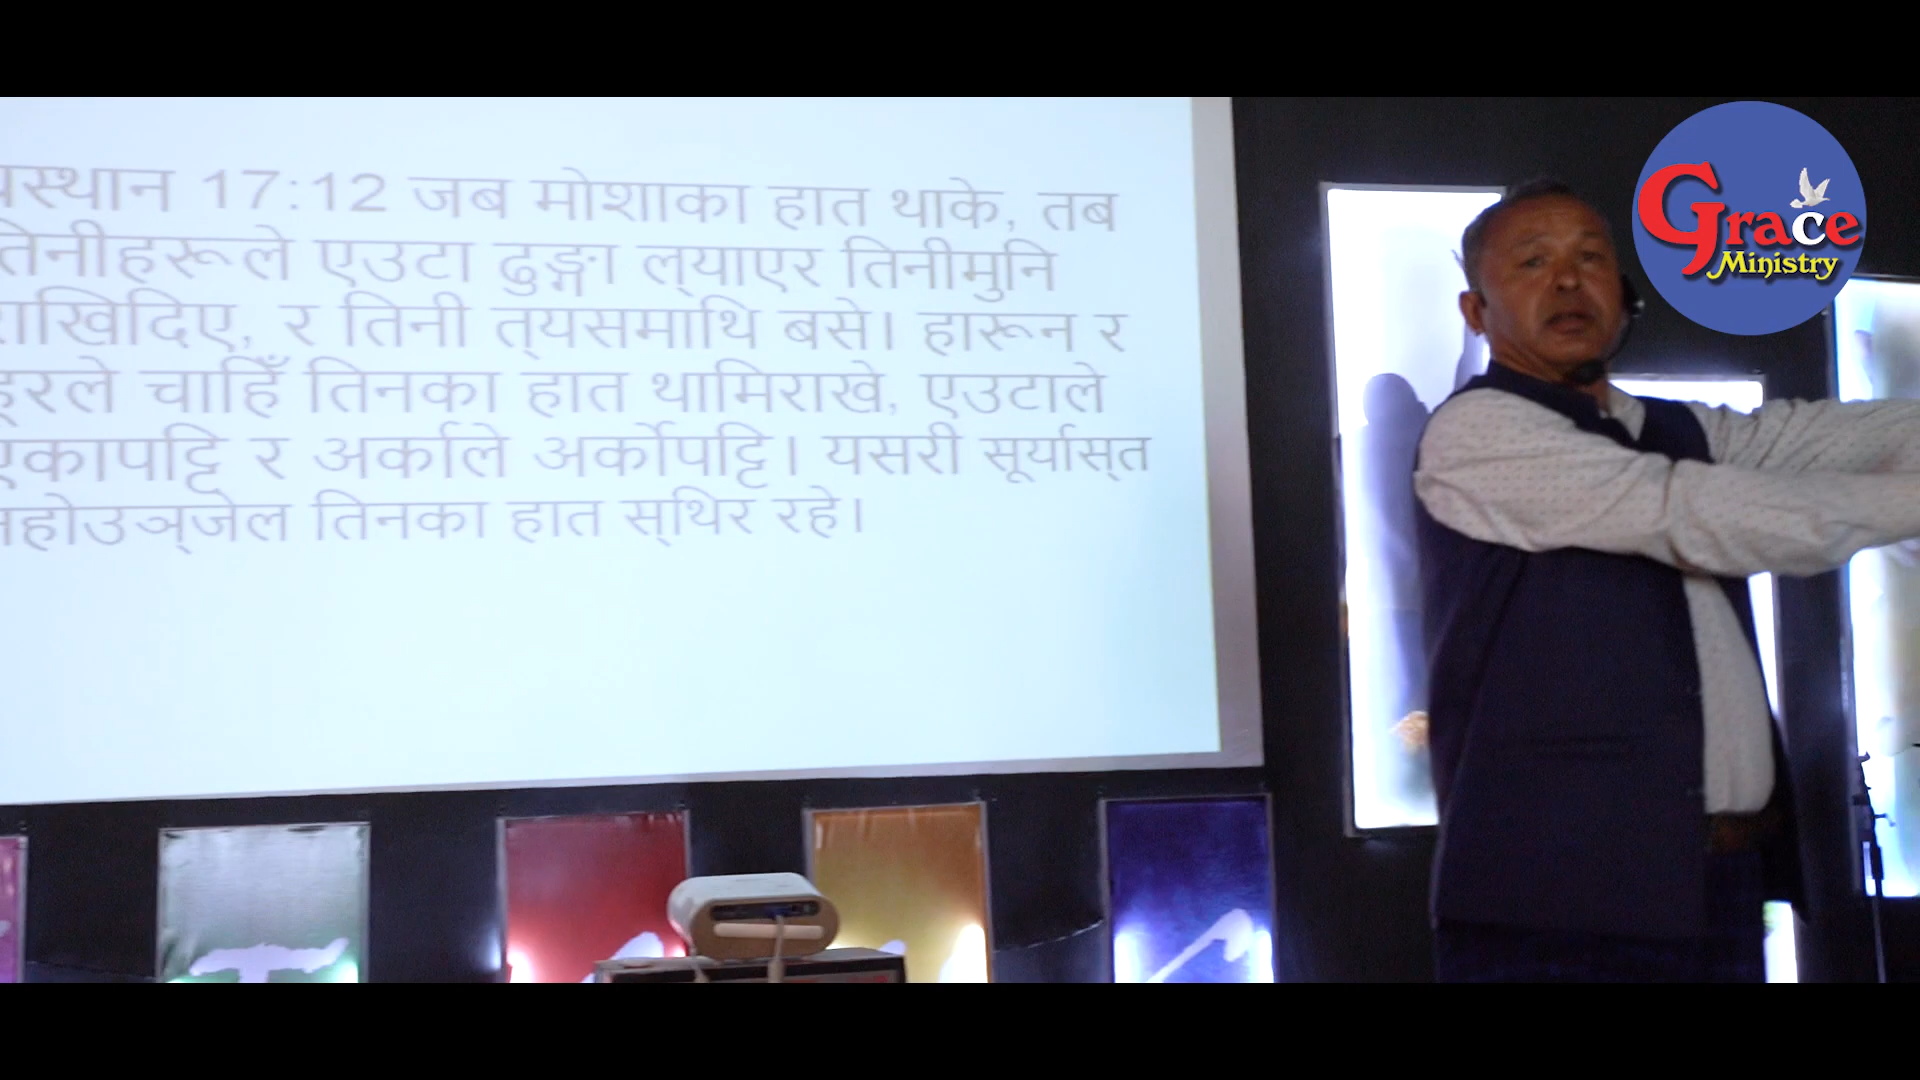 स्थान 17:12 जब मोशाका हात थाके, तब
तिनीहरूले एउटा ढुङ्गा ल्याएर तिनीमुनि
राखिदिए, र तिनी त्यसमाथि बसे। हारून र
हूरले चाहिँ तिनका हात थामिराखे, एउटाले
एकापट्टि र अर्काले अर्कोपट्टि। यसरी सूर्यास्त
नहोउञ्जेल तिनका हात स्थिर रहे।
Grace
Ministry